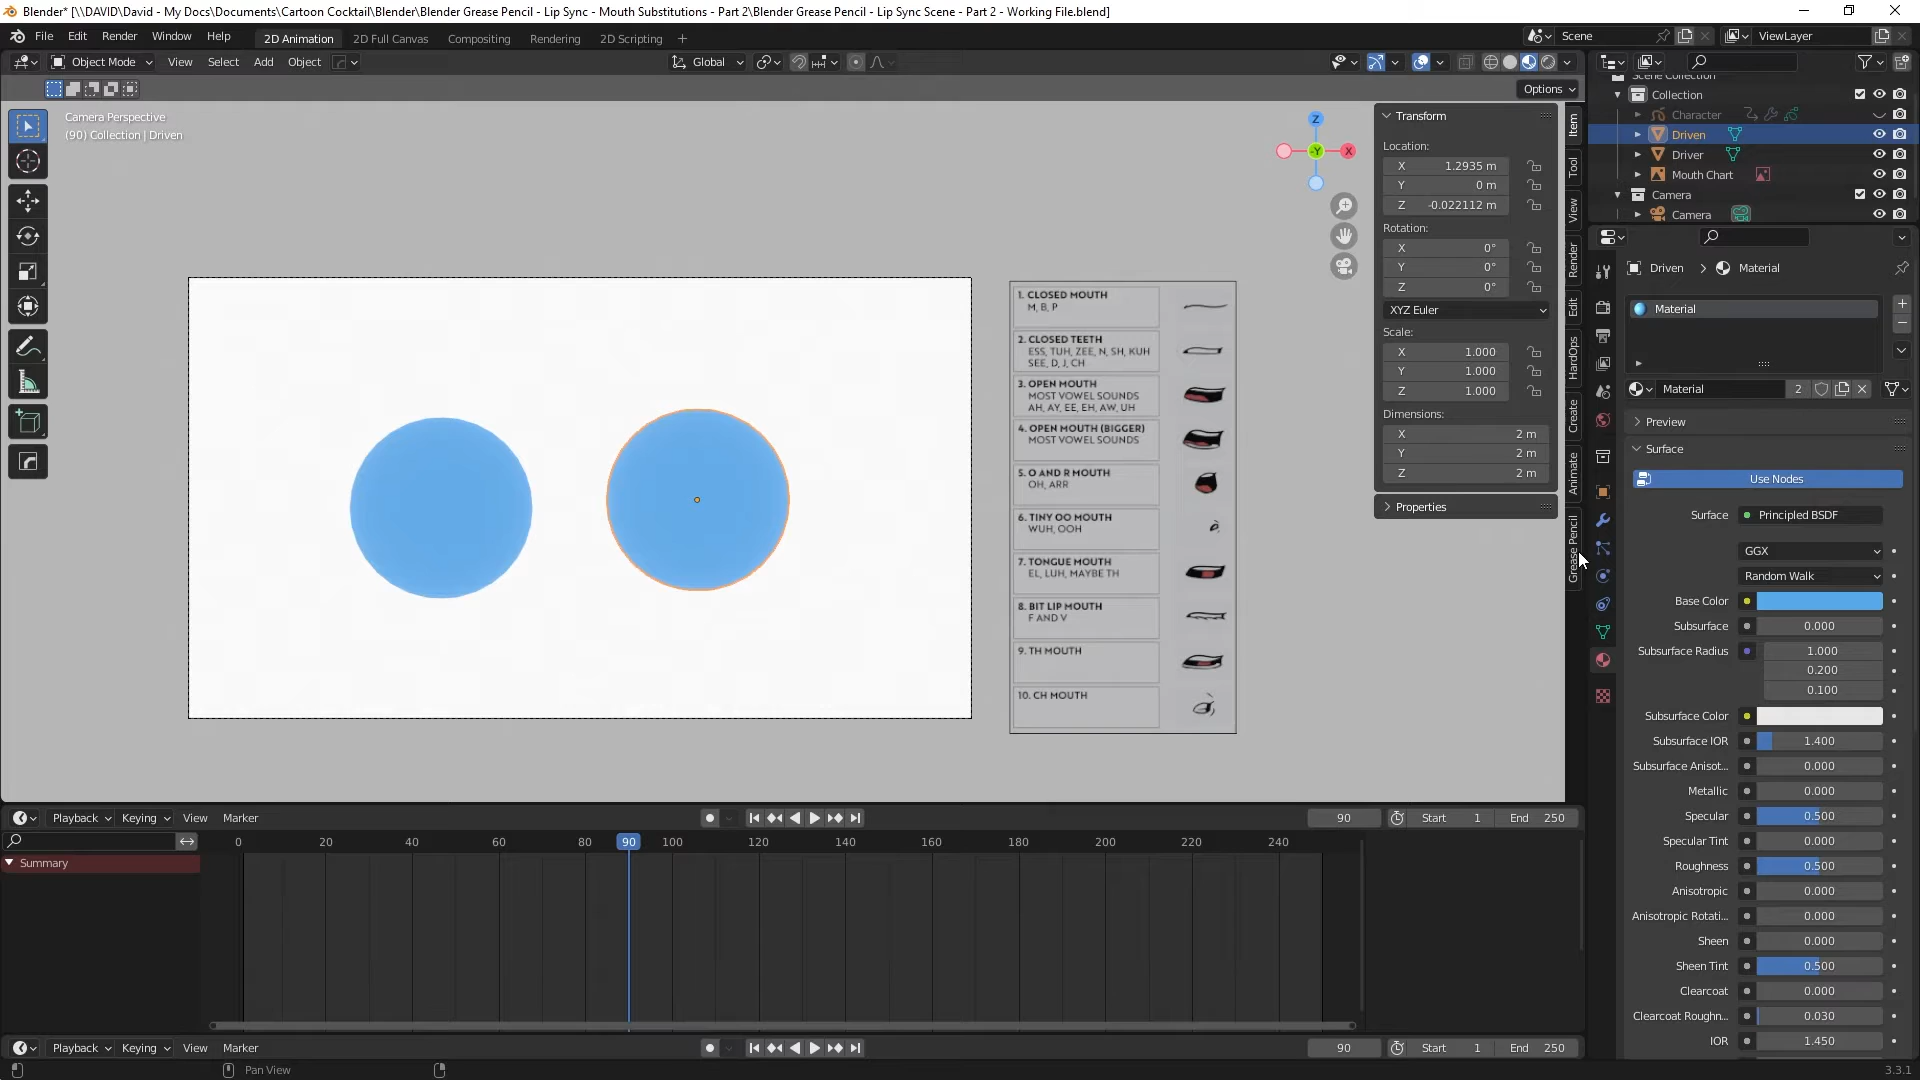 Blender* [\\DAVID\David - My Docs\Documents\Cartoon Cocktail\Blender\Blender Grease Pencil - Lip Sync - Mouth Substitutions - Part 2\Blender Grease Pencil - Lip Sync Scene - Part 2 - Working File.blend]
File Edit Render Window Help 2D Animation 2D Full Canvas Compositing Rendering 2D Scripting + Scene ViewLayer
Object Mode View Select Add Object Global
Options
Camera Perspective
(90) Collection | Driven
Z
-Y
X
Transform
Location:
X 1.2935 m
Y 0 m
Z -0.022112 m
Rotation:
X 0°
Y 0°
Z 0°
XYZ Euler
Scale:
X 1.000
Y 1.000
Z 1.000
Dimensions:
X 2 m
Y 2 m
Z 2 m
Properties
Item
Tool
View
Render
Edit
HardOps
Create
Animate
Grease Pencil
1. CLOSED MOUTH
M, B, P
2. CLOSED TEETH
ESS, TUH, ZEE, N, SH, KUH
SEE, D, J, CH
3. OPEN MOUTH
MOST VOWEL SOUNDS
AH, AY, EE, EH, AW, UH
4. OPEN MOUTH (BIGGER)
MOST VOWEL SOUNDS
5. O AND R MOUTH
OH, ARR
6. TINY OO MOUTH
WUH, OOH
7. TONGUE MOUTH
EL, LUH, MAYBE TH
8. BIT LIP MOUTH
F AND V
9. TH MOUTH
10. CH MOUTH
Scene Collection
Collection
Character
Driven
Driver
Mouth Chart
Camera
Camera
Driven Material
Material
Material 2
Preview
Surface
Use Nodes
Surface Principled BSDF
GGX
Random Walk
Base Color
Subsurface 0.000
Subsurface Radius 1.000
0.200
0.100
Subsurface Color
Subsurface IOR 1.400
Subsurface Anisot... 0.000
Metallic 0.000
Specular 0.500
Specular Tint 0.000
Roughness 0.500
Anisotropic 0.000
Anisotropic Rotati... 0.000
Sheen 0.000
Sheen Tint 0.500
Clearcoat 0.000
Clearcoat Roughn... 0.030
IOR 1.450
Playback Keying View Marker 90 Start 1 End 250
0 20 40 60 80 90 100 120 140 160 180 200 220 240
Summary
Playback Keying View Marker 90 Start 1 End 250
Pan View 3.3.1